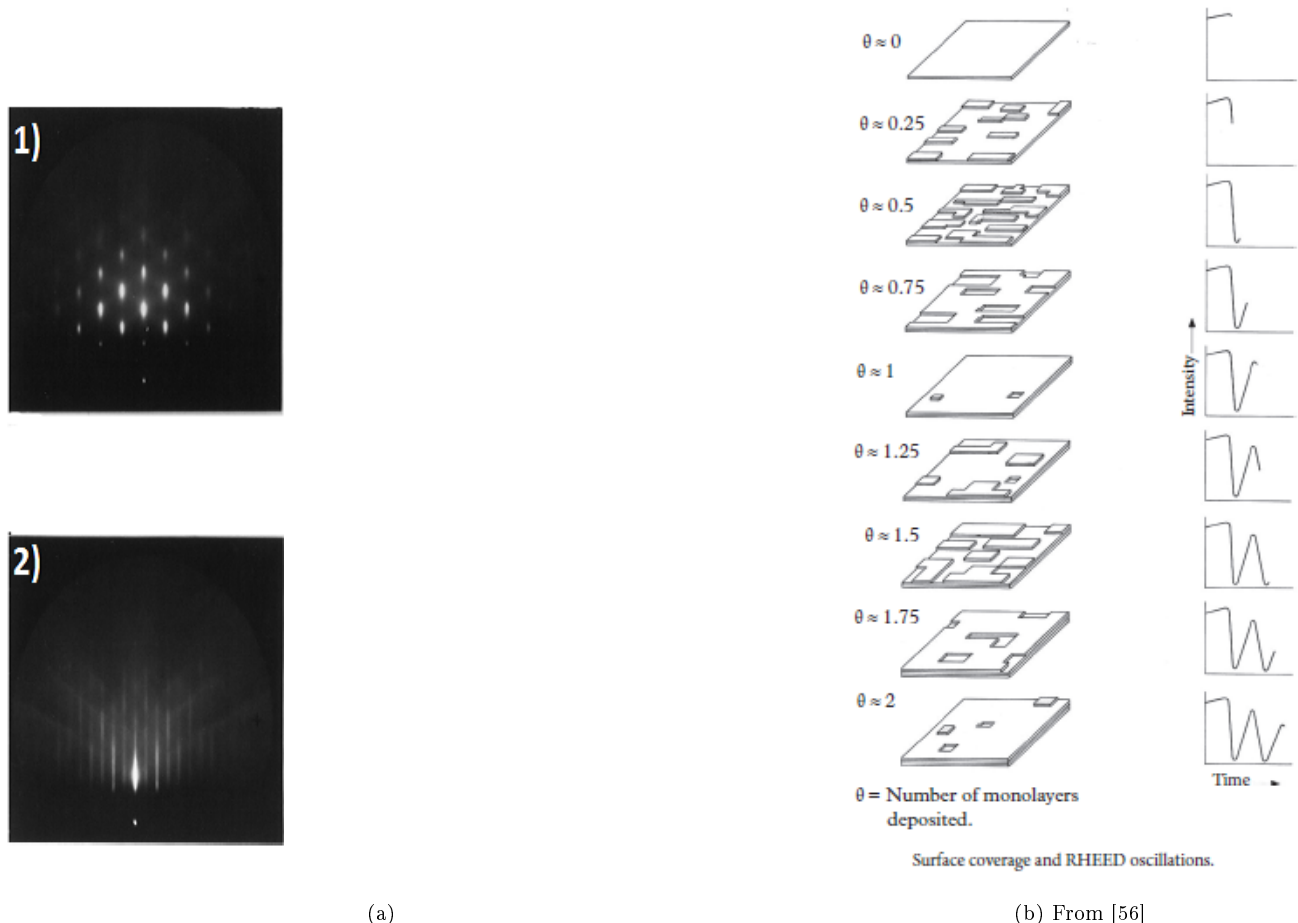 1)
2)
(a)
θ ≈ 0
θ ≈ 0.25
θ ≈ 0.5
θ ≈ 0.75
θ ≈ 1
θ ≈ 1.25
θ ≈ 1.5
θ ≈ 1.75
θ ≈ 2
Intensity
Time
θ = Number of monolayers
deposited.
Surface coverage and RHEED oscillations.
(b) From [56]